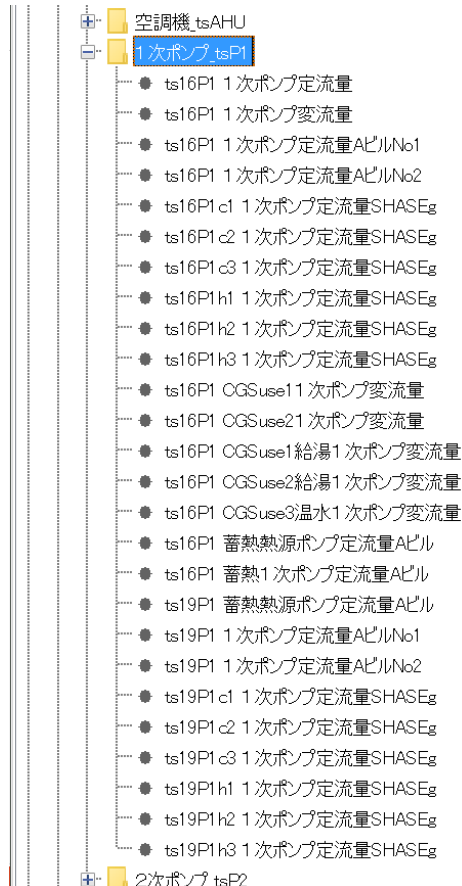 空調機_tsAHU
1次ポンプ_tsP1
ts16P1 1次ポンプ定流量
ts16P1 1次ポンプ変流量
ts16P1 1次ポンプ定流量AビルNo1
ts16P1 1次ポンプ定流量AビルNo2
ts16P1c1 1次ポンプ定流量SHASEg
ts16P1c2 1次ポンプ定流量SHASEg
ts16P1c3 1次ポンプ定流量SHASEg
ts16P1h1 1次ポンプ定流量SHASEg
ts16P1h2 1次ポンプ定流量SHASEg
ts16P1h3 1次ポンプ定流量SHASEg
ts16P1 CGSuse11次ポンプ変流量
ts16P1 CGSuse21次ポンプ変流量
ts16P1 CGSuse1給湯1次ポンプ変流量
ts16P1 CGSuse2給湯1次ポンプ変流量
ts16P1 CGSuse3温水1次ポンプ変流量
ts16P1 蓄熱熱源ポンプ定流量Aビル
ts16P1 蓄熱1次ポンプ定流量Aビル
ts19P1 蓄熱熱源ポンプ定流量Aビル
ts19P1 1次ポンプ定流量AビルNo1
ts19P1 1次ポンプ定流量AビルNo2
ts19P1c1 1次ポンプ定流量SHASEg
ts19P1c2 1次ポンプ定流量SHASEg
ts19P1c3 1次ポンプ定流量SHASEg
ts19P1h1 1次ポンプ定流量SHASEg
ts19P1h2 1次ポンプ定流量SHASEg
ts19P1h3 1次ポンプ定流量SHASEg
2次ポンプ_tsP2